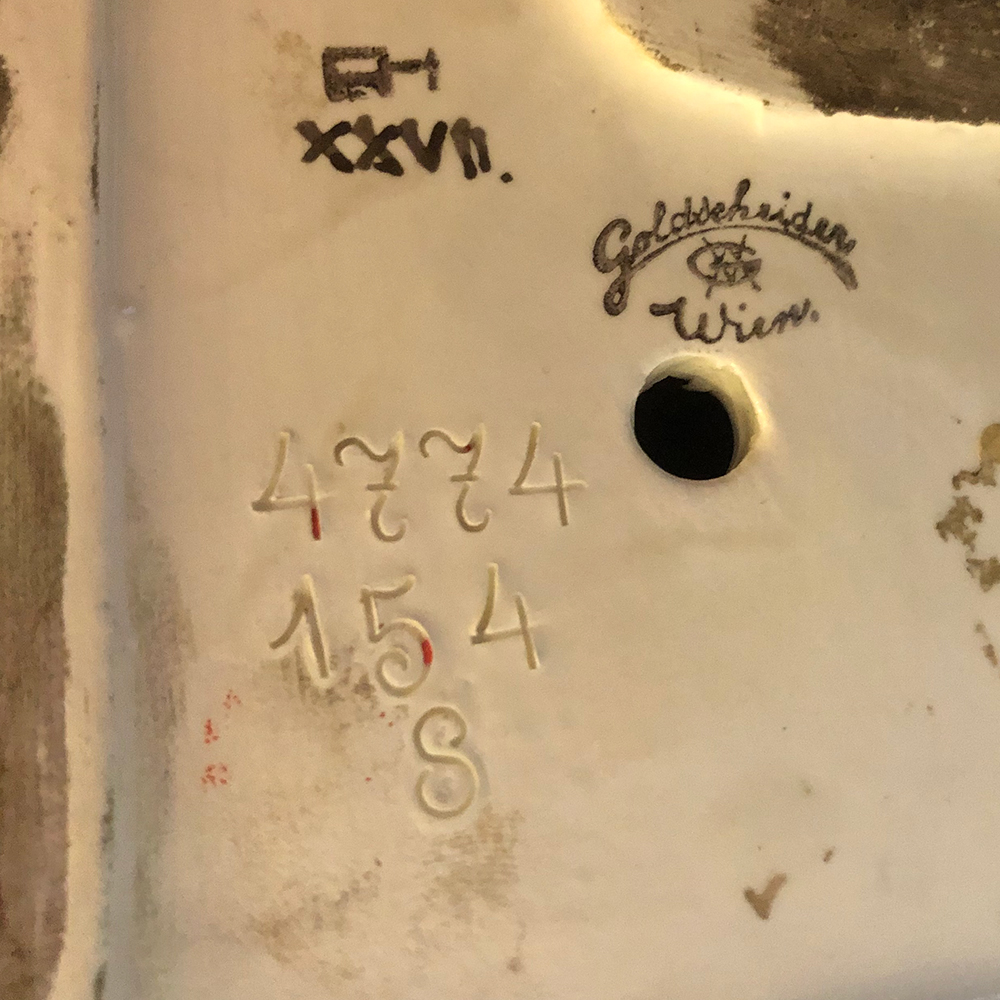 XXVII.
Goldscheider
Wien.
4774
154
8